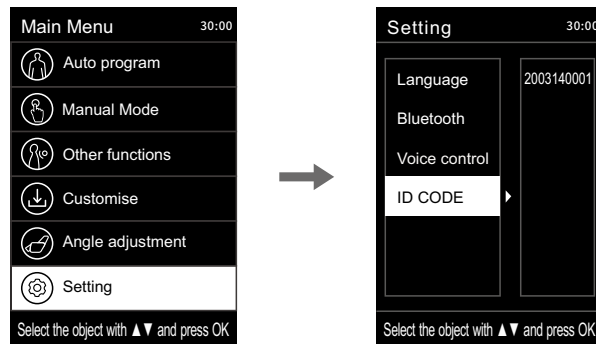 Main Menu 30:00
Auto program
Manual Mode
Other functions
Customise
Angle adjustment
Setting
Select the object with ▲▼ and press OK
Setting 30:00
Language
Bluetooth
Voice control
ID CODE
2003140001
Select the object with ▲▼ and press OK